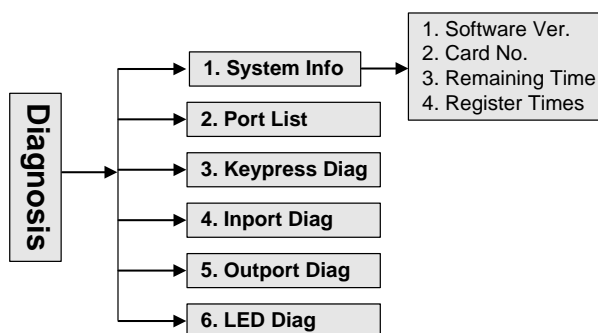 Diagnosis
1. System Info
2. Port List
3. Keypress Diag
4. Inport Diag
5. Outport Diag
6. LED Diag
1. Software Ver.
2. Card No.
3. Remaining Time
4. Register Times